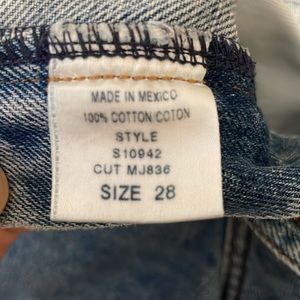 MADE IN MEXICO
100% COTTON/COTON
STYLE
S10942
CUT MJ836
SIZE 28